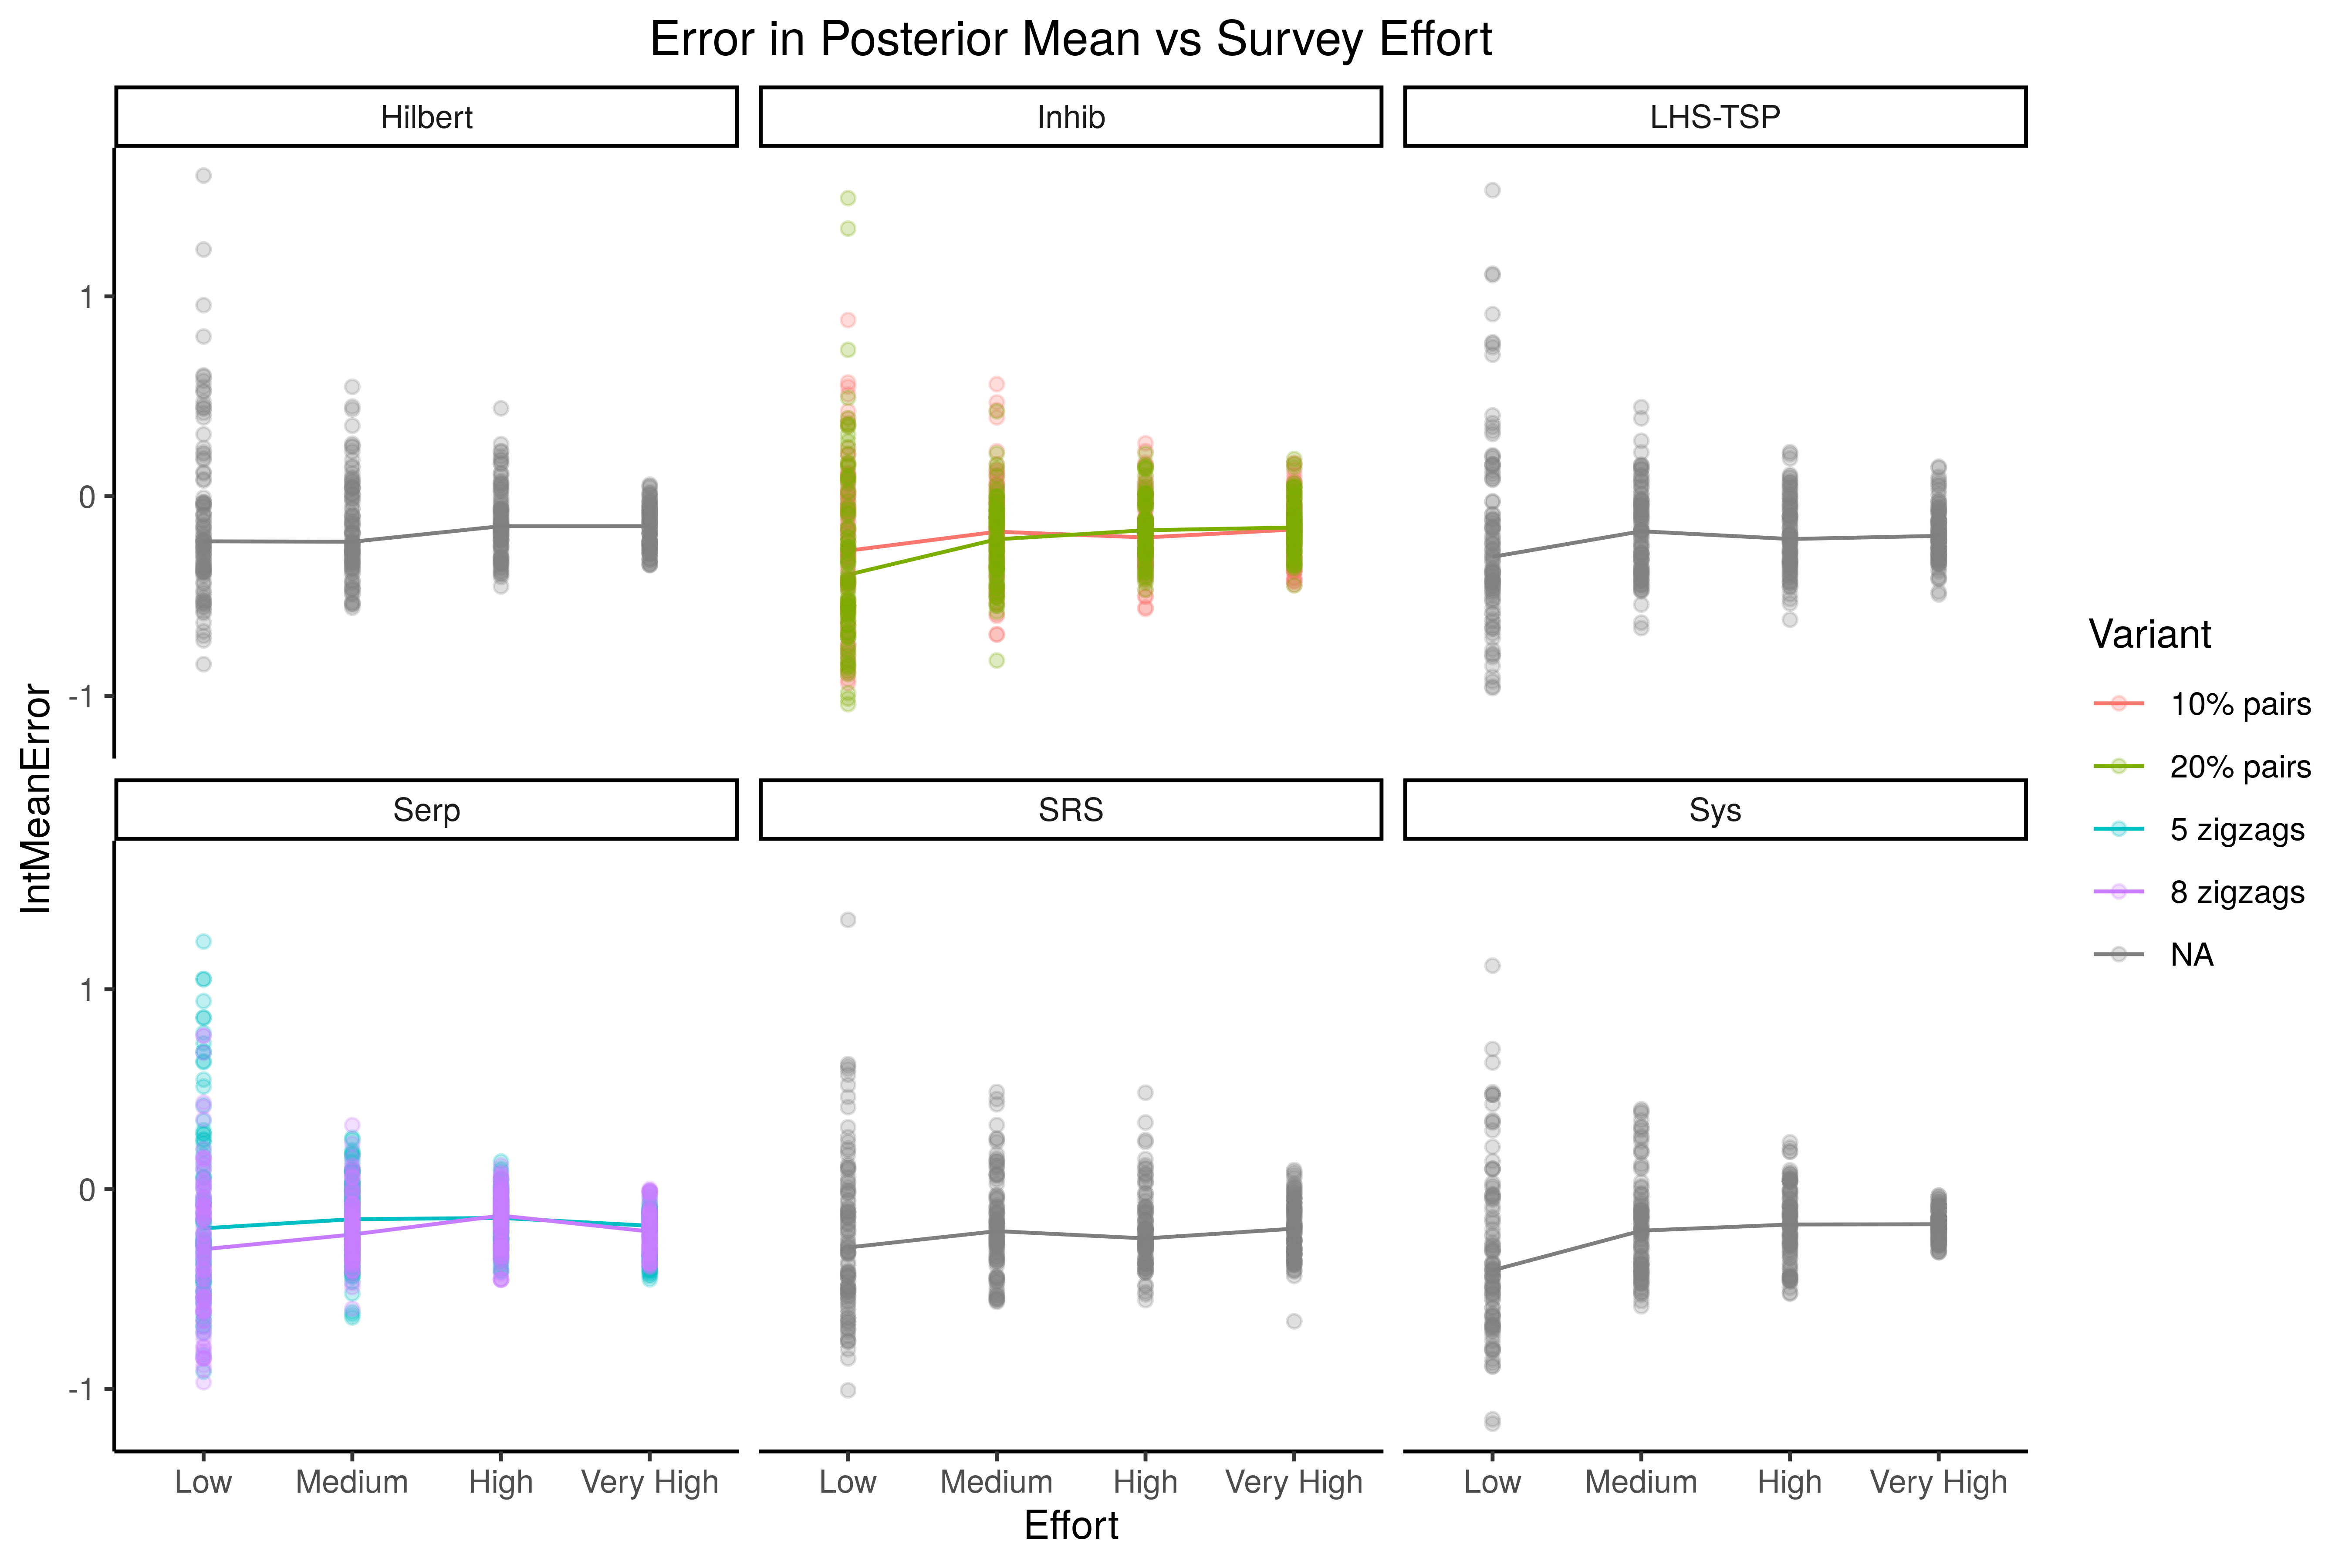 Error in Posterior Mean vs Survey Effort
Hilbert
Inhib
LHS-TSP
1
0
-1
Serp
SRS
Sys
1
0
-1
IntMeanError
Low Medium High Very High
Low Medium High Very High
Low Medium High Very High
Effort
Variant
10% pairs
20% pairs
5 zigzags
8 zigzags
NA